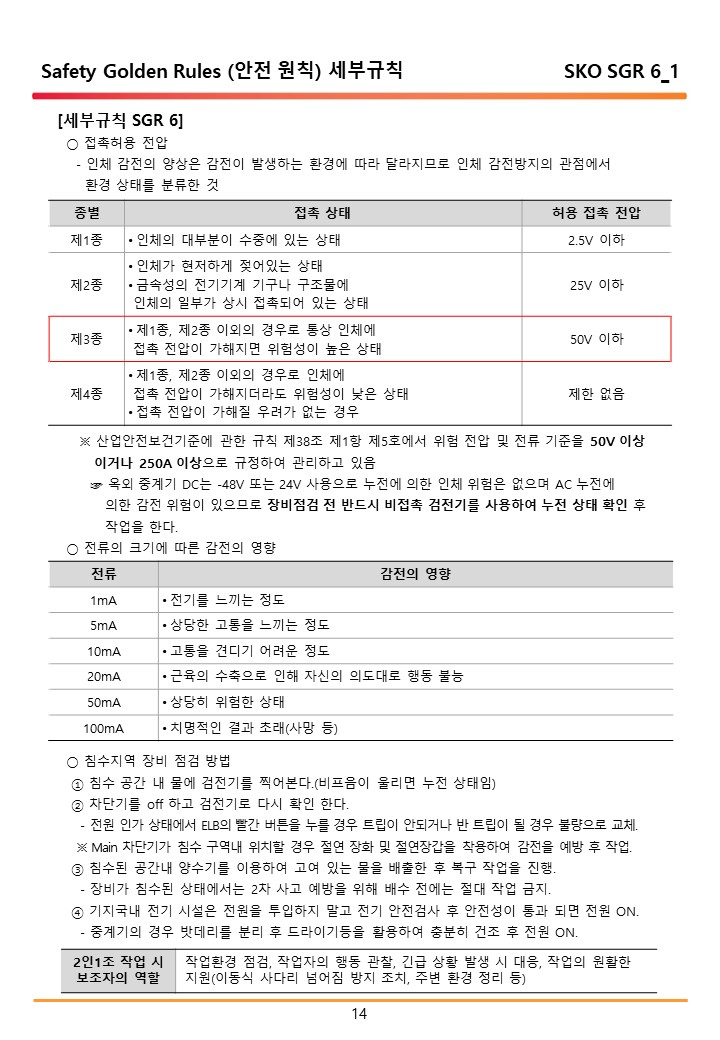 Safety Golden Rules (안전 원칙) 세부규칙
SKO SGR 6_1
[세부규칙 SGR 6]
○ 접촉허용 전압
- 인체 감전의 양상은 감전이 발생하는 환경에 따라 달라지므로 인체 감전방지의 관점에서
환경 상태를 분류한 것
종별 접촉 상태 허용 접촉 전압
제1종 •인체의 대부분이 수중에 있는 상태 2.5V 이하
•인체가 현저하게 젖어있는 상태
제2종 •금속성의 전기기계 기구나 구조물에 25V 이하
인체의 일부가 상시 접촉되어 있는 상태
•제1종, 제2종 이외의 경우로 통상 인체에
제3종 50V 이하
접촉 전압이 가해지면 위험성이 높은 상태
•제1종, 제2종 이외의 경우로 인체에
제4종 접촉 전압이 가해지더라도 위험성이 낮은 상태 제한 없음
•접촉 전압이 가해질 우려가 없는 경우
※ 산업안전보건기준에 관한 규칙 제38조 제1항 제5호에서 위험 전압 및 전류 기준을 50V 이상
이거나 250A 이상으로 규정하여 관리하고 있음
☞ 옥외 중계기 DC는 -48V 또는 24V 사용으로 누전에 의한 인체 위험은 없으며 AC 누전에
의한 감전 위험이 있으므로 장비점검 전 반드시 비접촉 검전기를 사용하여 누전 상태 확인 후
작업을 한다.
○ 전류의 크기에 따른 감전의 영향
전류 감전의 영향
1mA •전기를 느끼는 정도
5mA •상당한 고통을 느끼는 정도
10mA •고통을 견디기 어려운 정도
20mA •근육의 수축으로 인해 자신의 의도대로 행동 불능
50mA •상당히 위험한 상태
100mA •치명적인 결과 초래(사망 등)
○ 침수지역 장비 점검 방법
① 침수 공간 내 물에 검전기를 찍어본다.(비프음이 울리면 누전 상태임)
② 차단기를 off 하고 검전기로 다시 확인 한다.
- 전원 인가 상태에서 ELB의 빨간 버튼을 누를 경우 트립이 안되거나 반 트립이 될 경우 불량으로 교체.
※ Main 차단기가 침수 구역내 위치할 경우 절연 장화 및 절연장갑을 착용하여 감전을 예방 후 작업.
③ 침수된 공간내 양수기를 이용하여 고여 있는 물을 배출한 후 복구 작업을 진행.
- 장비가 침수된 상태에서는 2차 사고 예방을 위해 배수 전에는 절대 작업 금지.
④ 기지국내 전기 시설은 전원을 투입하지 말고 전기 안전검사 후 안전성이 통과 되면 전원 ON.
- 중계기의 경우 밧데리를 분리 후 드라이기등을 활용하여 충분히 건조 후 전원 ON.
2인1조 작업 시 작업환경 점검, 작업자의 행동 관찰, 긴급 상황 발생 시 대응, 작업의 원활한
보조자의 역할 지원(이동식 사다리 넘어짐 방지 조치, 주변 환경 정리 등)
14